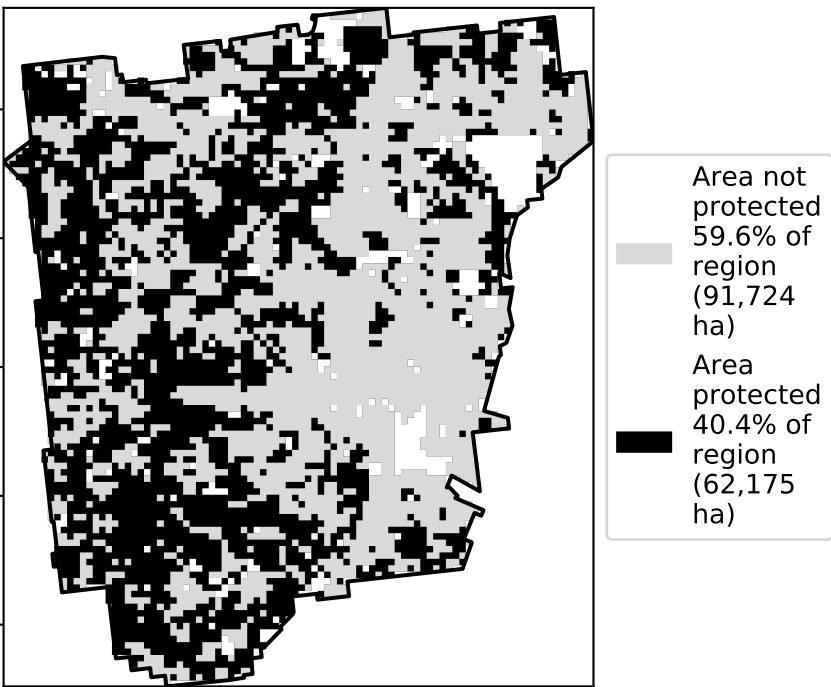 Area not
protected
59.6% of
region
(91,724
ha)
Area
protected
40.4% of
region
(62,175
ha)